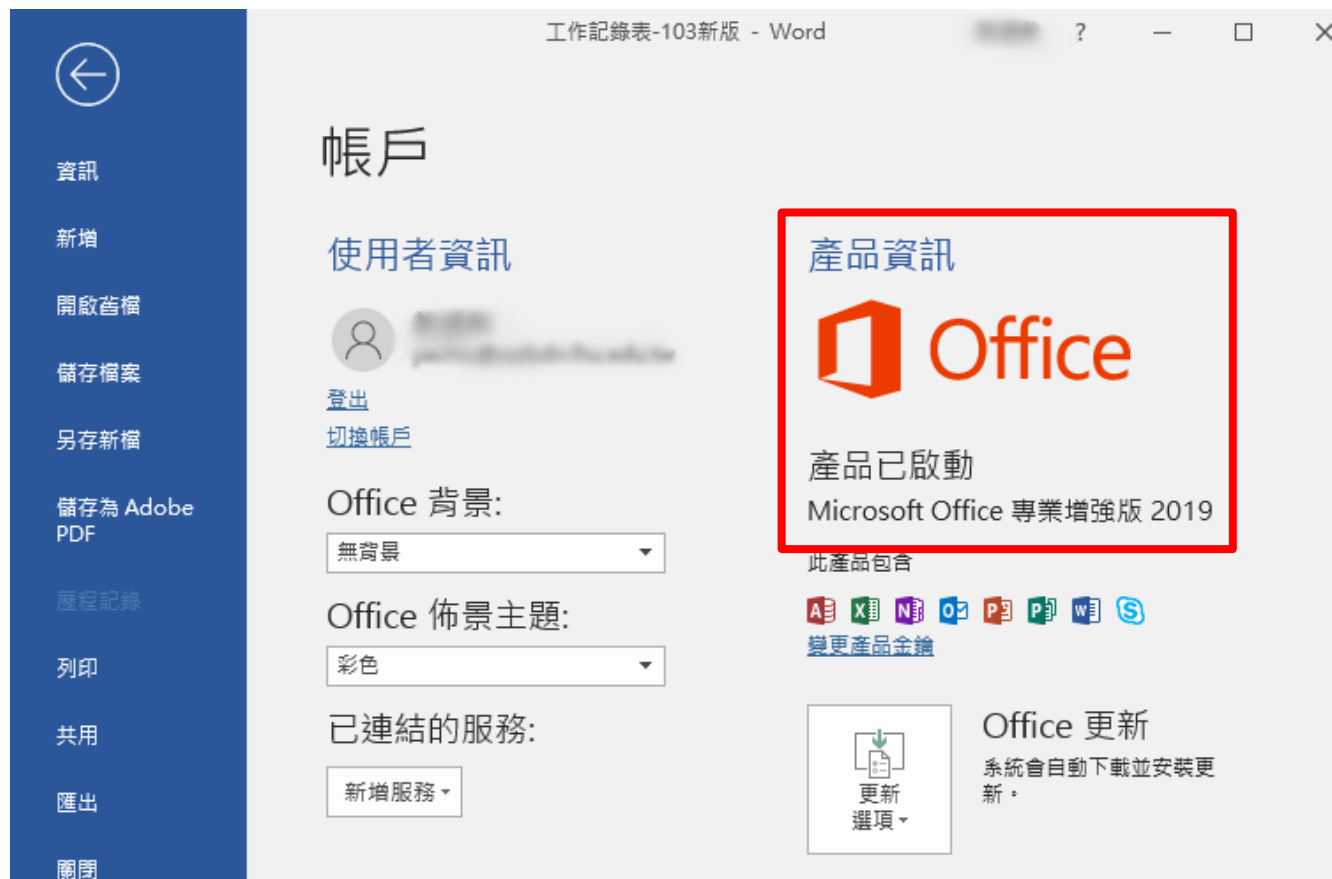 工作記錄表-103新版 - Word
?
帳戶
資訊
新增
開啟舊檔
儲存檔案
另存新檔
儲存為 Adobe
PDF
歷程記錄
列印
共用
匯出
關閉
使用者資訊
登出
切換帳戶
Office 背景:
無背景
Office 佈景主題:
彩色
已連結的服務:
新增服務
產品資訊
Office
產品已啟動
Microsoft Office 專業增強版 2019
此產品包含
變更產品金鑰
更新
選項
Office 更新
系統會自動下載並安裝更
新。